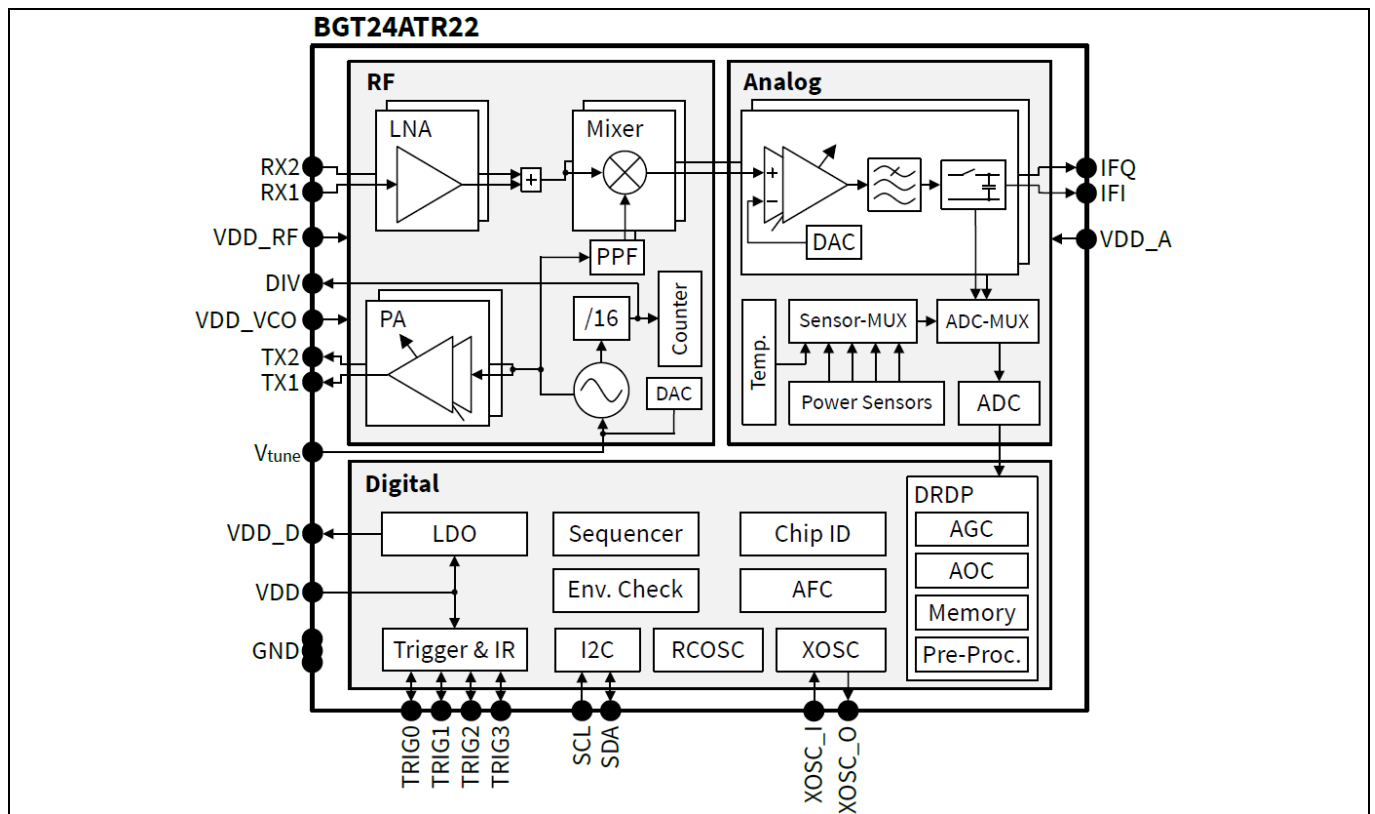 BGT24ATR22
RF
LNA
+
Mixer
PPF
/16
Counter
DAC
PA
Analog
+
−
DAC
Temp.
Sensor-MUX
ADC-MUX
Power Sensors
ADC
Digital
LDO
Sequencer
Chip ID
Env. Check
AFC
Trigger & IR
I2C
RCOSC
XOSC
DRDP
AGC
AOC
Memory
Pre-Proc.
RX2
RX1
VDD_RF
DIV
VDD_VCO
TX2
TX1
Vtune
VDD_D
VDD
GND
IFQ
IFI
VDD_A
TRIG0
TRIG1
TRIG2
TRIG3
SCL
SDA
XOSC_I
XOSC_O